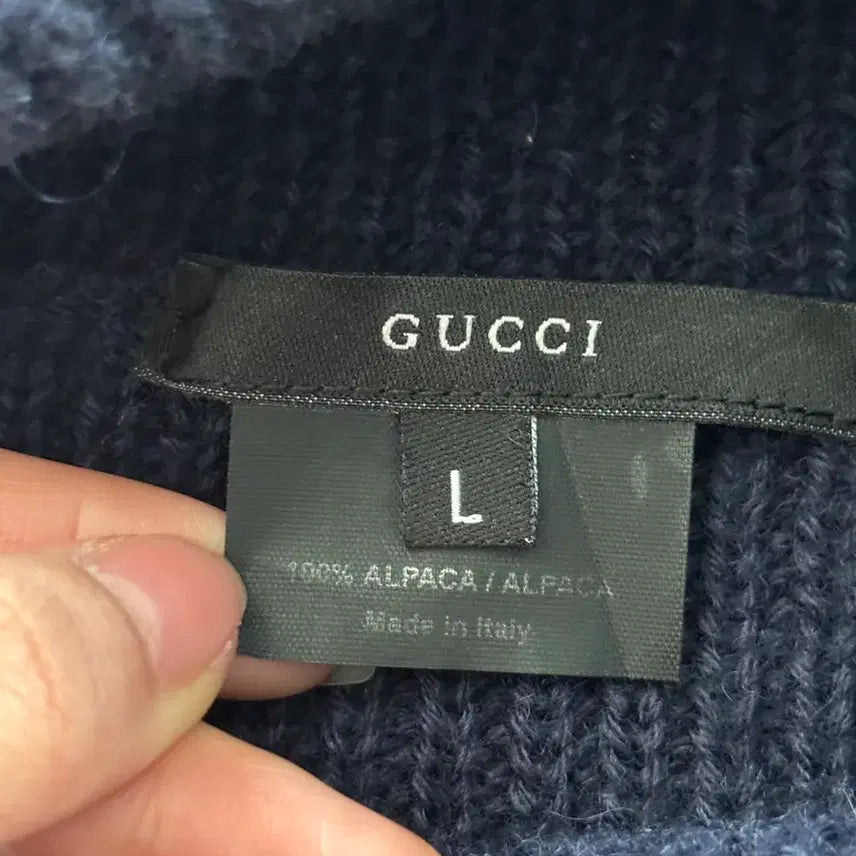 GUCCI
L
100% ALPACA / ALPACA
Made in Italy